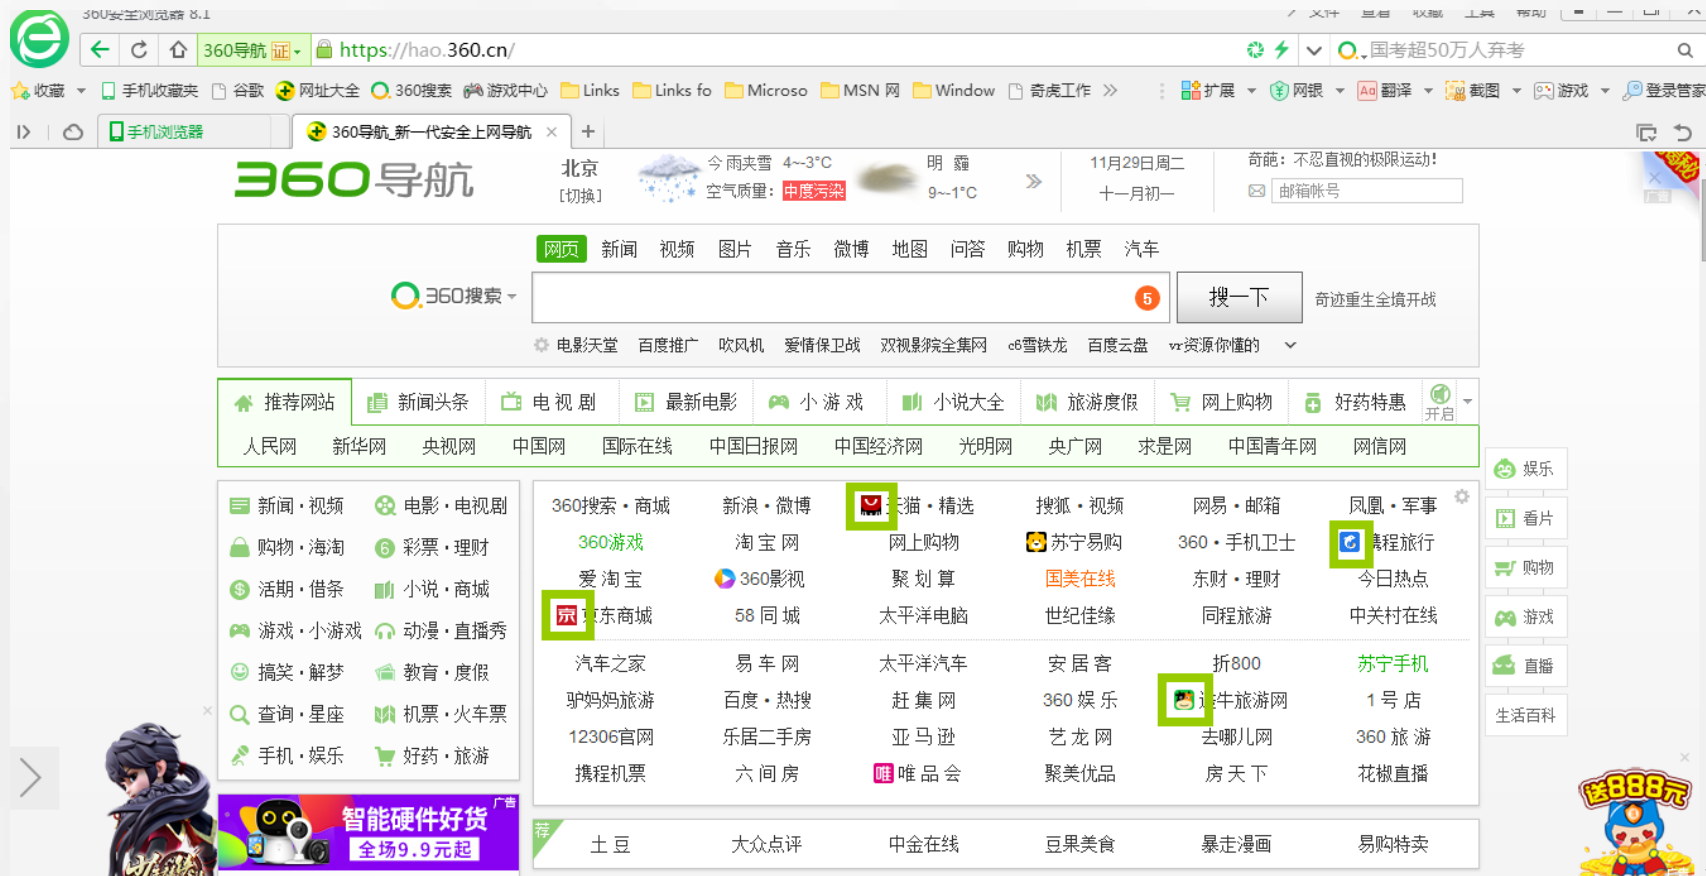 360安全浏览器 8.1
文件 查看 收藏 工具 帮助
360导航 证
https://hao.360.cn/
国考超50万人弃考
收藏 手机收藏夹 谷歌 网址大全 360搜索 游戏中心 Links Links fo Microso MSN 网 Window 奇虎工作 扩展 网银 翻译 截图 游戏 登录管家
手机浏览器 360导航_新一代安全上网导航
360导航
北京
[切换]
今 雨夹雪 4~-3°C
空气质量: 中度污染
明 霾
9~-1°C
11月29日周二
十一月初一
奇葩: 不忍直视的极限运动!
邮箱帐号
广告
网页 新闻 视频 图片 音乐 微博 地图 问答 购物 机票 汽车
360搜索 5 搜一下 奇迹重生全境开战
电影天堂 百度推广 吹风机 爱情保卫战 双视影院全集网 c6雪铁龙 百度云盘 vr资源你懂的
推荐网站 新闻头条 电视剧 最新电影 小游戏 小说大全 旅游度假 网上购物 好药特惠 开启
人民网 新华网 央视网 中国网 国际在线 中国日报网 中国经济网 光明网 央广网 求是网 中国青年网 网信网
新闻·视频 电影·电视剧
购物·海淘 彩票·理财
活期·借条 小说·商城
游戏·小游戏 动漫·直播秀
搞笑·解梦 教育·度假
查询·星座 机票·火车票
手机·娱乐 好药·旅游
360搜索·商城 新浪·微博 天猫·精选 搜狐·视频 网易·邮箱 凤凰·军事
360游戏 淘宝网 网上购物 苏宁易购 360·手机卫士 携程旅行
爱淘宝 360影视 聚划算 国美在线 东财·理财 今日热点
京 京东商城 58同城 太平洋电脑 世纪佳缘 同程旅游 中关村在线
汽车之家 易车网 太平洋汽车 安居客 折800 苏宁手机
驴妈妈旅游 百度·热搜 赶集网 360娱乐 途牛旅游网 1号店
12306官网 乐居二手房 亚马逊 艺龙网 去哪儿网 360旅游
携程机票 六间房 唯 唯品会 聚美优品 房天下 花椒直播
荐 土豆 大众点评 中金在线 豆果美食 暴走漫画 易购特卖
娱乐
看片
购物
游戏
直播
生活百科
广告
智能硬件好货
全场9.9元起
送888元